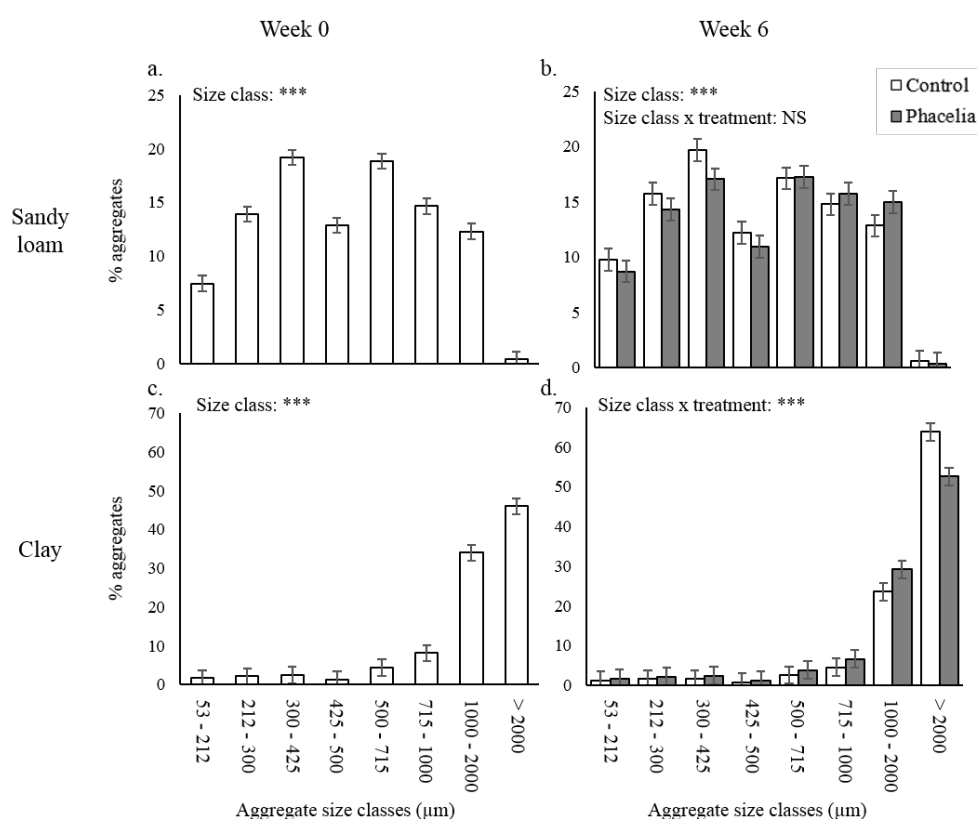 Week 0
Week 6
a.
Size class: ***
b.
Size class: ***
Size class x treatment: NS
Control
Phacelia
Sandy
loam
% aggregates
25
20
15
10
5
0
25
20
15
10
5
0
c.
Size class: ***
d.
Size class x treatment: ***
Clay
% aggregates
70
60
50
40
30
20
10
0
70
60
50
40
30
20
10
0
53 - 212
212 - 300
300 - 425
425 - 500
500 - 715
715 - 1000
1000 - 2000
> 2000
53 - 212
212 - 300
300 - 425
425 - 500
500 - 715
715 - 1000
1000 - 2000
> 2000
Aggregate size classes (μm)
Aggregate size classes (μm)